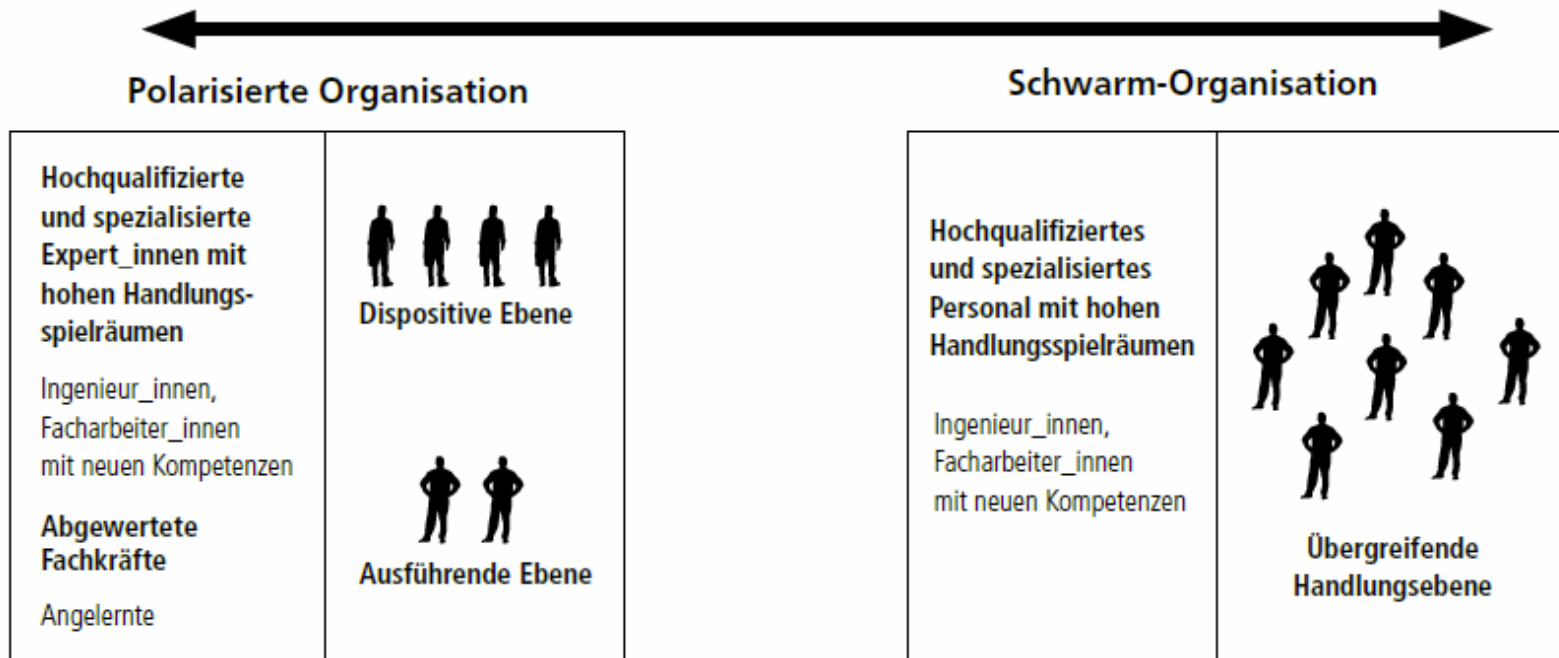 Polarisierte Organisation
Hochqualifizierte
und spezialisierte
Expert_innen mit
hohen Handlungs-
spielräumen
Ingenieur_innen,
Facharbeiter_innen
mit neuen Kompetenzen
Abgewertete
Fachkräfte
Angelernte
Dispositive Ebene
Ausführende Ebene
Schwarm-Organisation
Hochqualifiziertes
und spezialisiertes
Personal mit hohen
Handlungsspielräumen
Ingenieur_innen,
Facharbeiter_innen
mit neuen Kompetenzen
Übergreifende
Handlungsebene